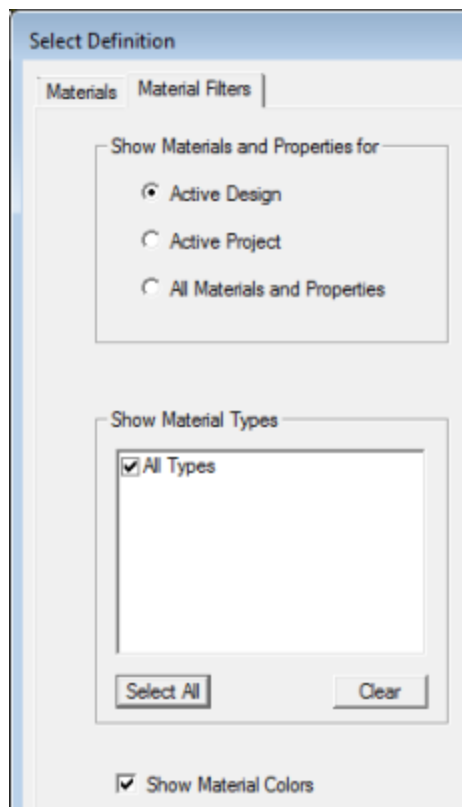 Select Definition
Materials Material Filters
Show Materials and Properties for
Active Design
Active Project
All Materials and Properties
Show Material Types
All Types
Select All Clear
Show Material Colors